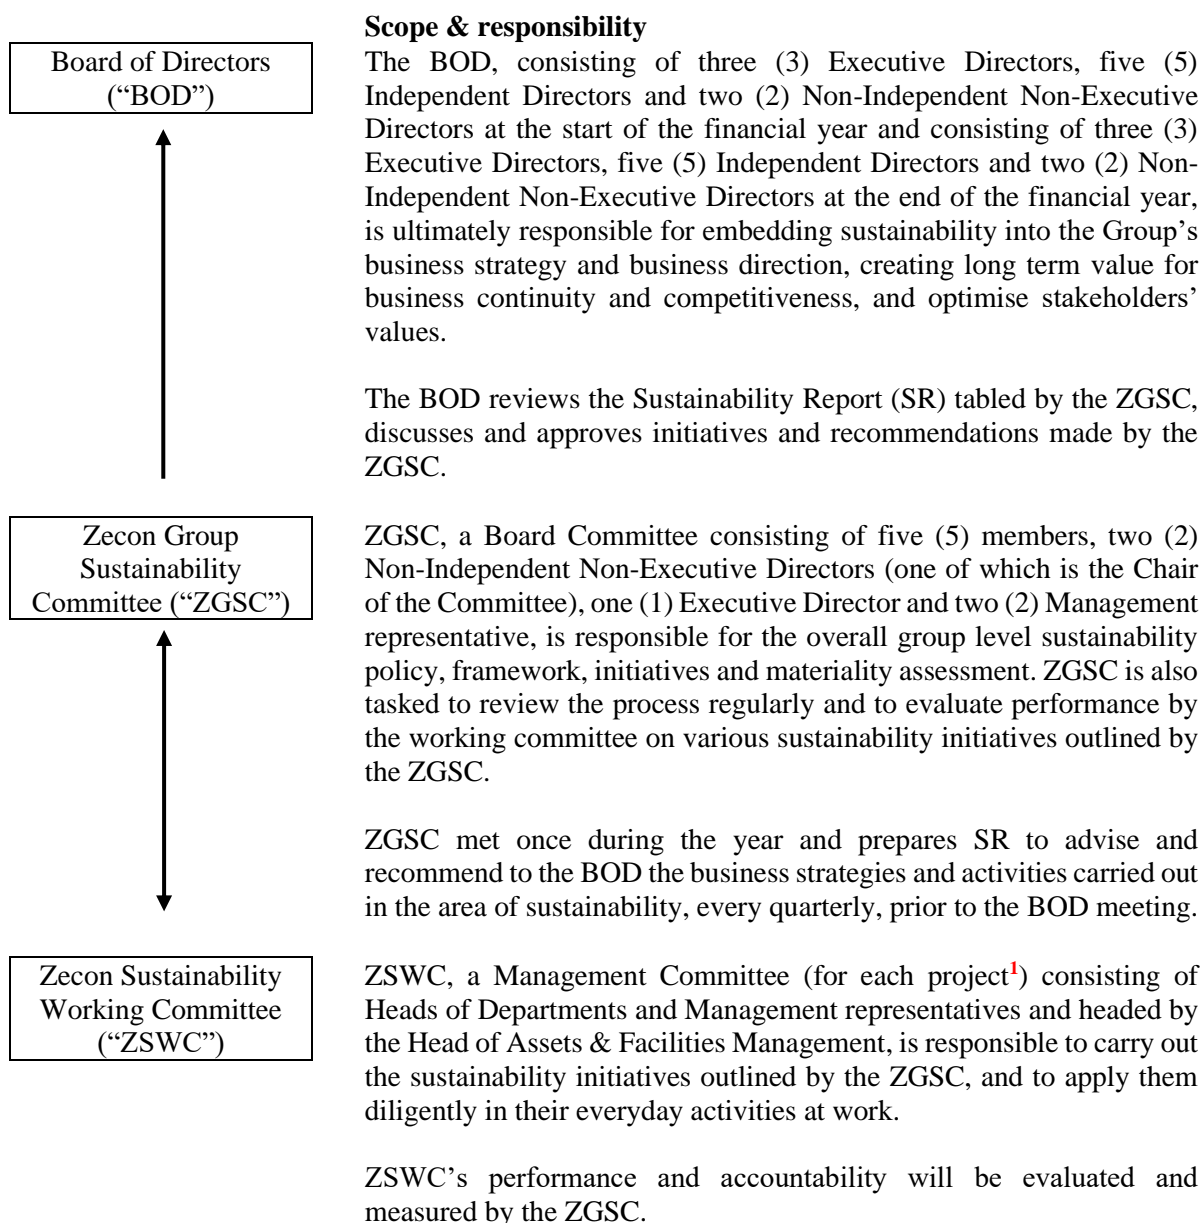 Scope & responsibility
Board of Directors
(“BOD”)
The BOD, consisting of three (3) Executive Directors, five (5)
Independent Directors and two (2) Non-Independent Non-Executive
Directors at the start of the financial year and consisting of three (3)
Executive Directors, five (5) Independent Directors and two (2) Non-
Independent Non-Executive Directors at the end of the financial year,
is ultimately responsible for embedding sustainability into the Group’s
business strategy and business direction, creating long term value for
business continuity and competitiveness, and optimise stakeholders’
values.
The BOD reviews the Sustainability Report (SR) tabled by the ZGSC,
discusses and approves initiatives and recommendations made by the
ZGSC.
Zecon Group
Sustainability
Committee (“ZGSC”)
ZGSC, a Board Committee consisting of five (5) members, two (2)
Non-Independent Non-Executive Directors (one of which is the Chair
of the Committee), one (1) Executive Director and two (2) Management
representative, is responsible for the overall group level sustainability
policy, framework, initiatives and materiality assessment. ZGSC is also
tasked to review the process regularly and to evaluate performance by
the working committee on various sustainability initiatives outlined by
the ZGSC.
ZGSC met once during the year and prepares SR to advise and
recommend to the BOD the business strategies and activities carried out
in the area of sustainability, every quarterly, prior to the BOD meeting.
Zecon Sustainability
Working Committee
(“ZSWC”)
ZSWC, a Management Committee (for each project¹) consisting of
Heads of Departments and Management representatives and headed by
the Head of Assets & Facilities Management, is responsible to carry out
the sustainability initiatives outlined by the ZGSC, and to apply them
diligently in their everyday activities at work.
ZSWC’s performance and accountability will be evaluated and
measured by the ZGSC.